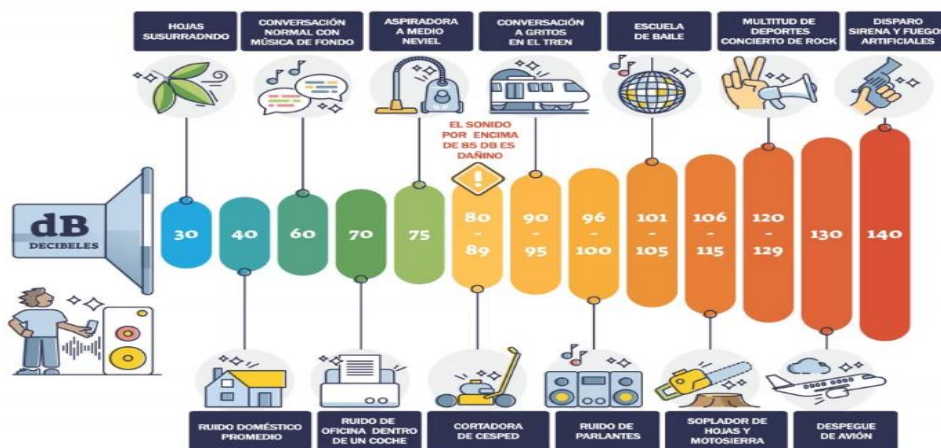 HOJAS
SUSURRADNDO
CONVERSACIÓN
NORMAL CON
MÚSICA DE FONDO
ASPIRADORA
A MEDIO
NEVIEL
CONVERSACIÓN
A GRITOS
EN EL TREN
ESCUELA
DE BAILE
MULTITUD DE
DEPORTES
CONCIERTO DE ROCK
DISPARO
SIRENA Y FUEGOS
ARTIFICIALES
EL SONIDO
POR ENCIMA
DE 85 DB ES
DAÑINO
!
dB
DECIBELES
30
40
60
70
75
80
-
89
90
-
95
96
-
100
101
-
105
106
-
115
120
-
129
130
140
RUIDO DOMÉSTICO
PROMEDIO
RUIDO DE
OFICINA DENTRO
DE UN COCHE
CORTADORA
DE CESPED
RUIDO DE
PARLANTES
SOPLADOR DE
HOJAS Y
MOTOSIERRA
DESPEGUE
DE AVIÓN